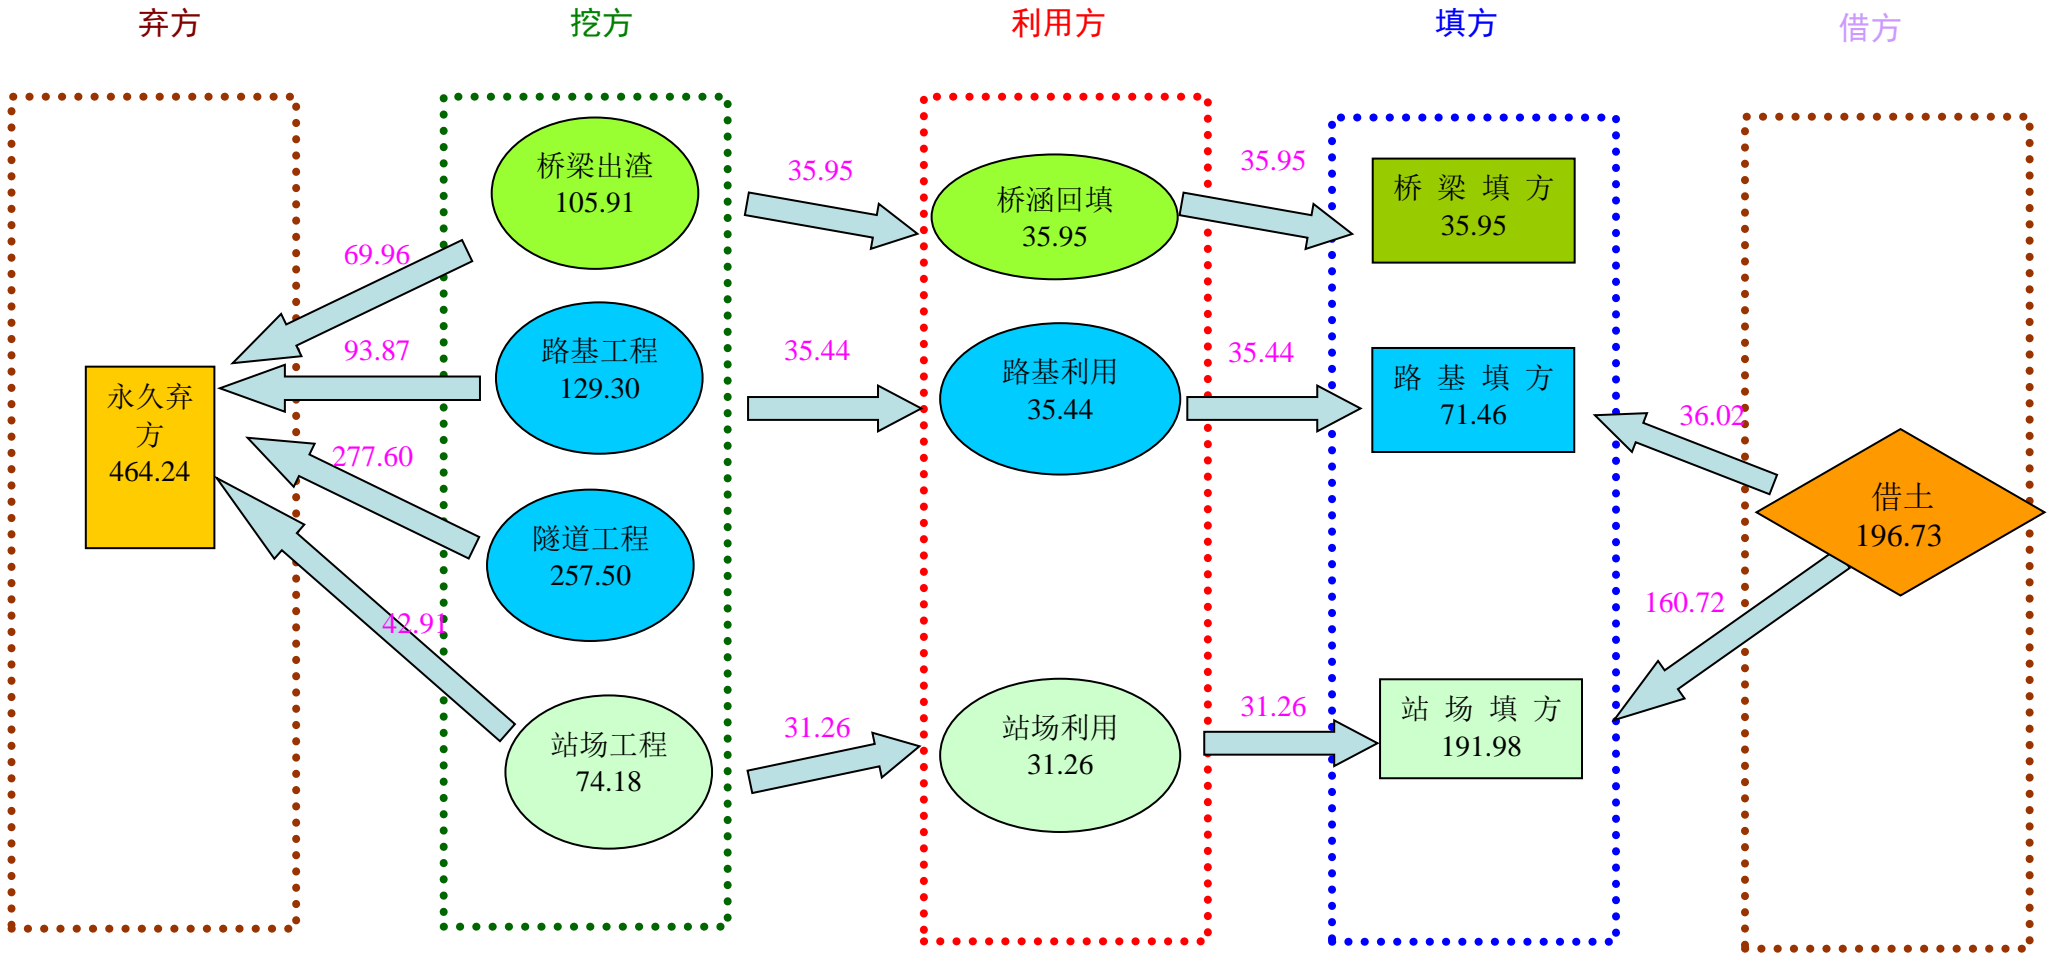 弃方
挖方
利用方
填方
借方
桥梁出渣
105.91
35.95
桥涵回填
35.95
35.95
桥 梁 填 方
35.95
69.96
93.87
277.60
42.91
永久弃
方
464.24
路基工程
129.30
35.44
路基利用
35.44
35.44
路 基 填 方
71.46
36.02
借土
196.73
160.72
隧道工程
257.50
站场工程
74.18
31.26
站场利用
31.26
31.26
站 场 填 方
191.98